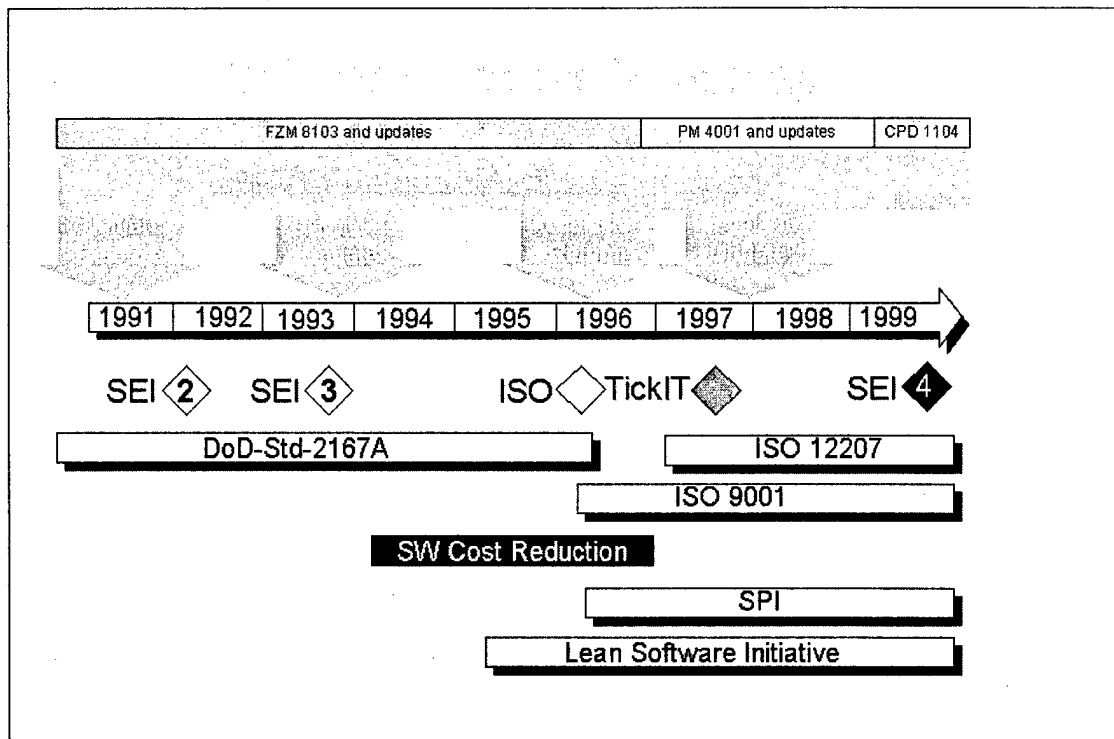 FZM 8103 and updates PM 4001 and updates CPD 1104
1991 1992 1993 1994 1995 1996 1997 1998 1999
SEI 2 SEI 3 ISO TickIT SEI 4
DoD-Std-2167A ISO 12207
ISO 9001
SW Cost Reduction
SPI
Lean Software Initiative